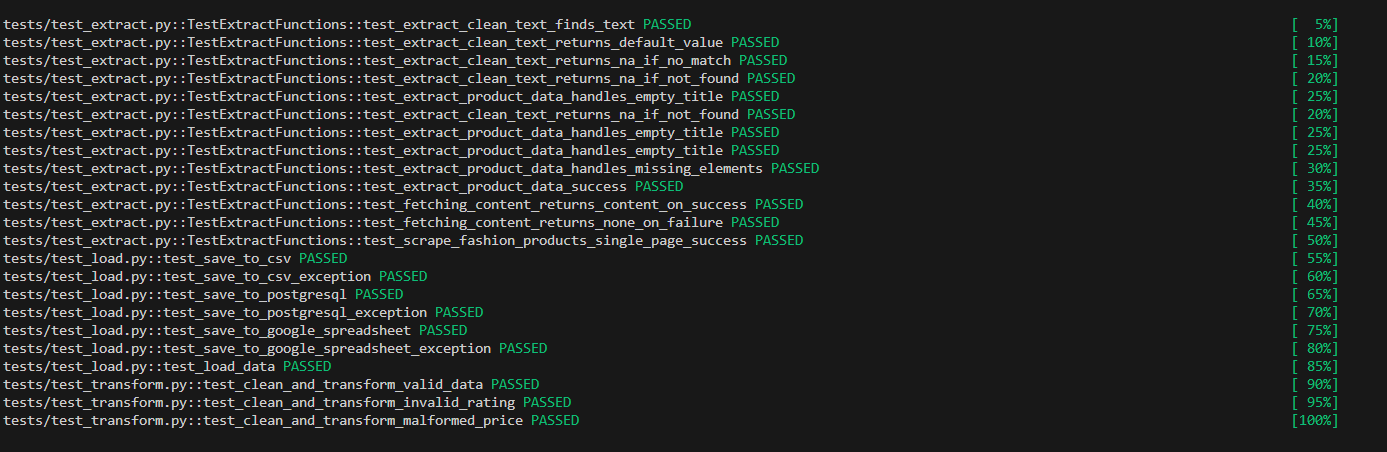 tests/test_extract.py::TestExtractFunctions::test_extract_clean_text_finds_text PASSED [  5%]
tests/test_extract.py::TestExtractFunctions::test_extract_clean_text_returns_default_value PASSED [ 10%]
tests/test_extract.py::TestExtractFunctions::test_extract_clean_text_returns_na_if_no_match PASSED [ 15%]
tests/test_extract.py::TestExtractFunctions::test_extract_clean_text_returns_na_if_not_found PASSED [ 20%]
tests/test_extract.py::TestExtractFunctions::test_extract_product_data_handles_empty_title PASSED [ 25%]
tests/test_extract.py::TestExtractFunctions::test_extract_clean_text_returns_na_if_not_found PASSED [ 20%]
tests/test_extract.py::TestExtractFunctions::test_extract_product_data_handles_empty_title PASSED [ 25%]
tests/test_extract.py::TestExtractFunctions::test_extract_product_data_handles_empty_title PASSED [ 25%]
tests/test_extract.py::TestExtractFunctions::test_extract_product_data_handles_missing_elements PASSED [ 30%]
tests/test_extract.py::TestExtractFunctions::test_extract_product_data_success PASSED [ 35%]
tests/test_extract.py::TestExtractFunctions::test_fetching_content_returns_content_on_success PASSED [ 40%]
tests/test_extract.py::TestExtractFunctions::test_fetching_content_returns_none_on_failure PASSED [ 45%]
tests/test_extract.py::TestExtractFunctions::test_scrape_fashion_products_single_page_success PASSED [ 50%]
tests/test_load.py::test_save_to_csv PASSED [ 55%]
tests/test_load.py::test_save_to_csv_exception PASSED [ 60%]
tests/test_load.py::test_save_to_postgresql PASSED [ 65%]
tests/test_load.py::test_save_to_postgresql_exception PASSED [ 70%]
tests/test_load.py::test_save_to_google_spreadsheet PASSED [ 75%]
tests/test_load.py::test_save_to_google_spreadsheet_exception PASSED [ 80%]
tests/test_load.py::test_load_data PASSED [ 85%]
tests/test_transform.py::test_clean_and_transform_valid_data PASSED [ 90%]
tests/test_transform.py::test_clean_and_transform_invalid_rating PASSED [ 95%]
tests/test_transform.py::test_clean_and_transform_malformed_price PASSED [100%]